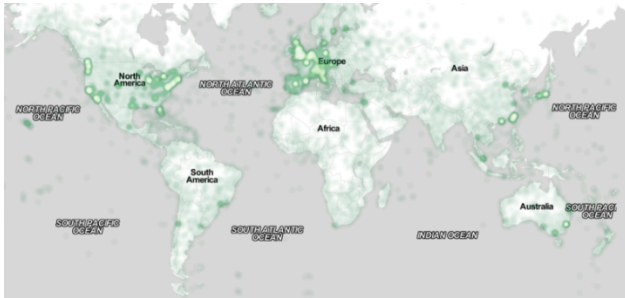 North
America
NORTH ATLANTIC
OCEAN
Europe
Asia
NORTH PACIFIC
OCEAN
NORTH PACIFIC
OCEAN
Africa
South
America
Australia
SOUTH PACIFIC
OCEAN
SOUTH ATLANTIC
OCEAN
INDIAN OCEAN
SOUTH PACI
OCEAN